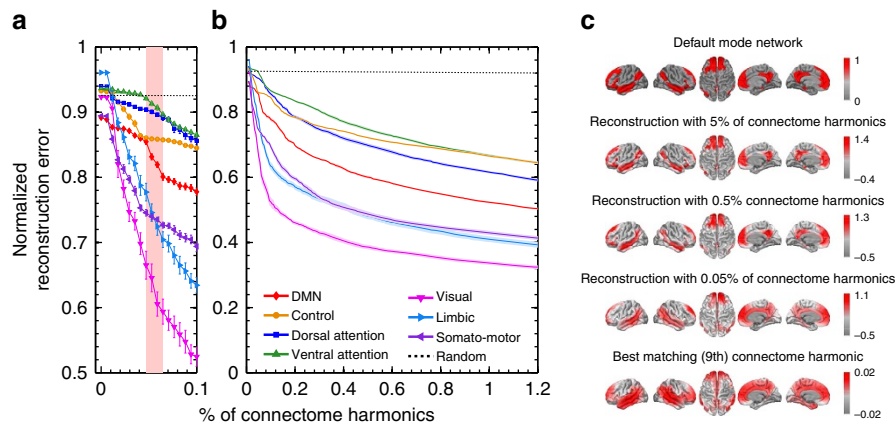 a
b
c
Normalized
reconstruction error
1
0.9
0.8
0.7
0.6
0.5
0
0.1
1
0.8
0.6
0.4
0.2
0
0
0.2
0.4
0.6
0.8
1
1.2
% of connectome harmonics
DMN
Control
Dorsal attention
Ventral attention
Visual
Limbic
Somato-motor
Random
Default mode network
1
0
Reconstruction with 5% of connectome harmonics
1.4
−0.4
Reconstruction with 0.5% connectome harmonics
1.3
−0.5
Reconstruction with 0.05% of connectome harmonics
1.1
−0.5
Best matching (9th) connectome harmonic
0.02
−0.02